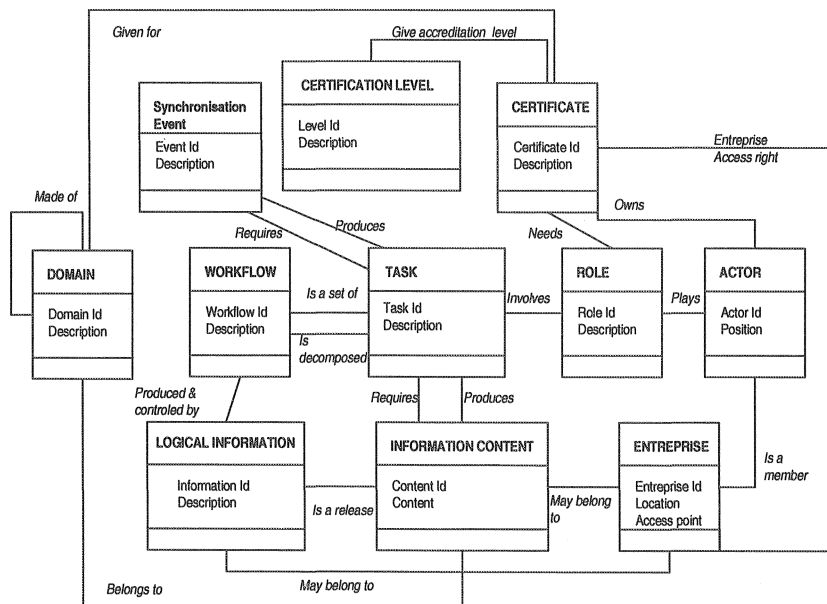 Given for
Give accreditation level
CERTIFICATION LEVEL
Level Id
Description
CERTIFICATE
Certificate Id
Description
Synchronisation
Event
Event Id
Description
Entreprise
Access right
Made of
Requires
Produces
Needs
Owns
DOMAIN
Domain Id
Description
WORKFLOW
Workflow Id
Description
Is a set of
Is
decomposed
TASK
Task Id
Description
Involves
ROLE
Role Id
Description
Plays
ACTOR
Actor Id
Position
Produced &
controled by
Requires
Produces
LOGICAL INFORMATION
Information Id
Description
Is a release
INFORMATION CONTENT
Content Id
Content
May belong
to
ENTREPRISE
Entreprise Id
Location
Access point
Is a
member
Belongs to
May belong to